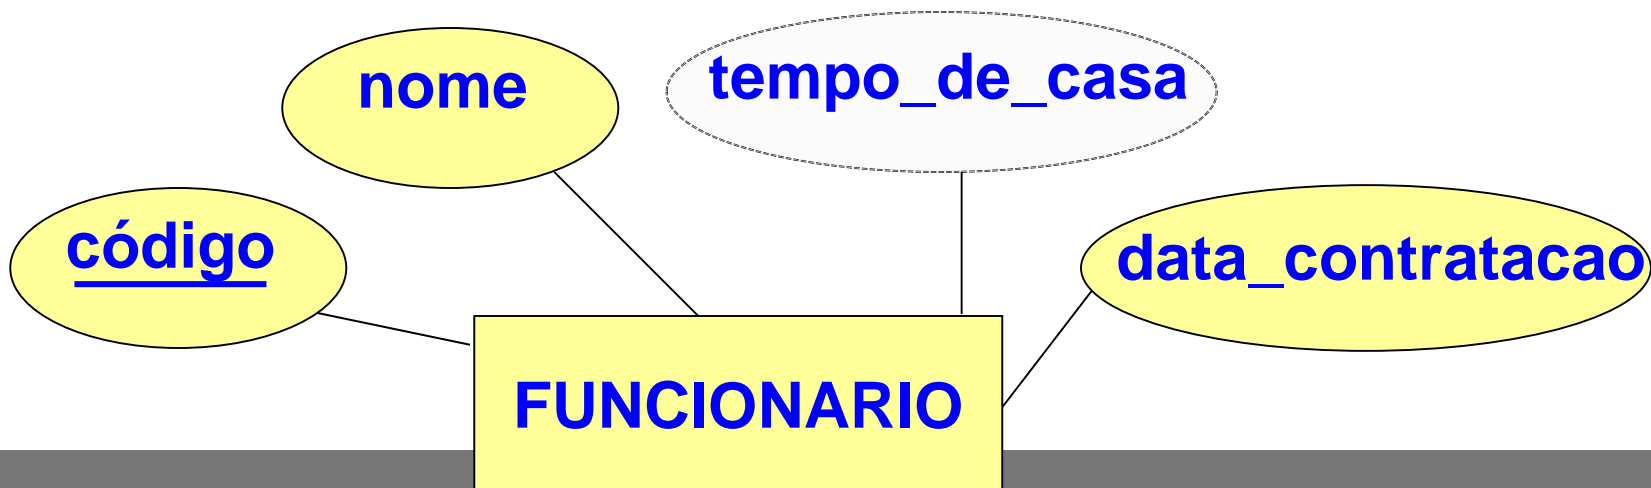 nome
tempo_de_casa
código
data_contratacao
FUNCIONARIO